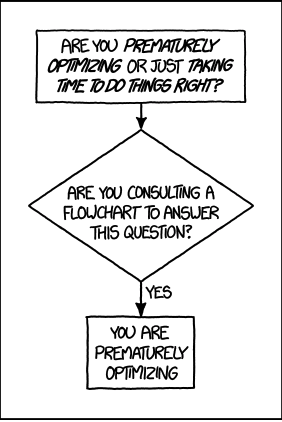 ARE YOU PREMATURELY
OPTIMIZING OR JUST TAKING
TIME TO DO THINGS RIGHT?
ARE YOU CONSULTING A
FLOWCHART TO ANSWER
THIS QUESTION?
YES
YOU ARE
PREMATURELY
OPTIMIZING